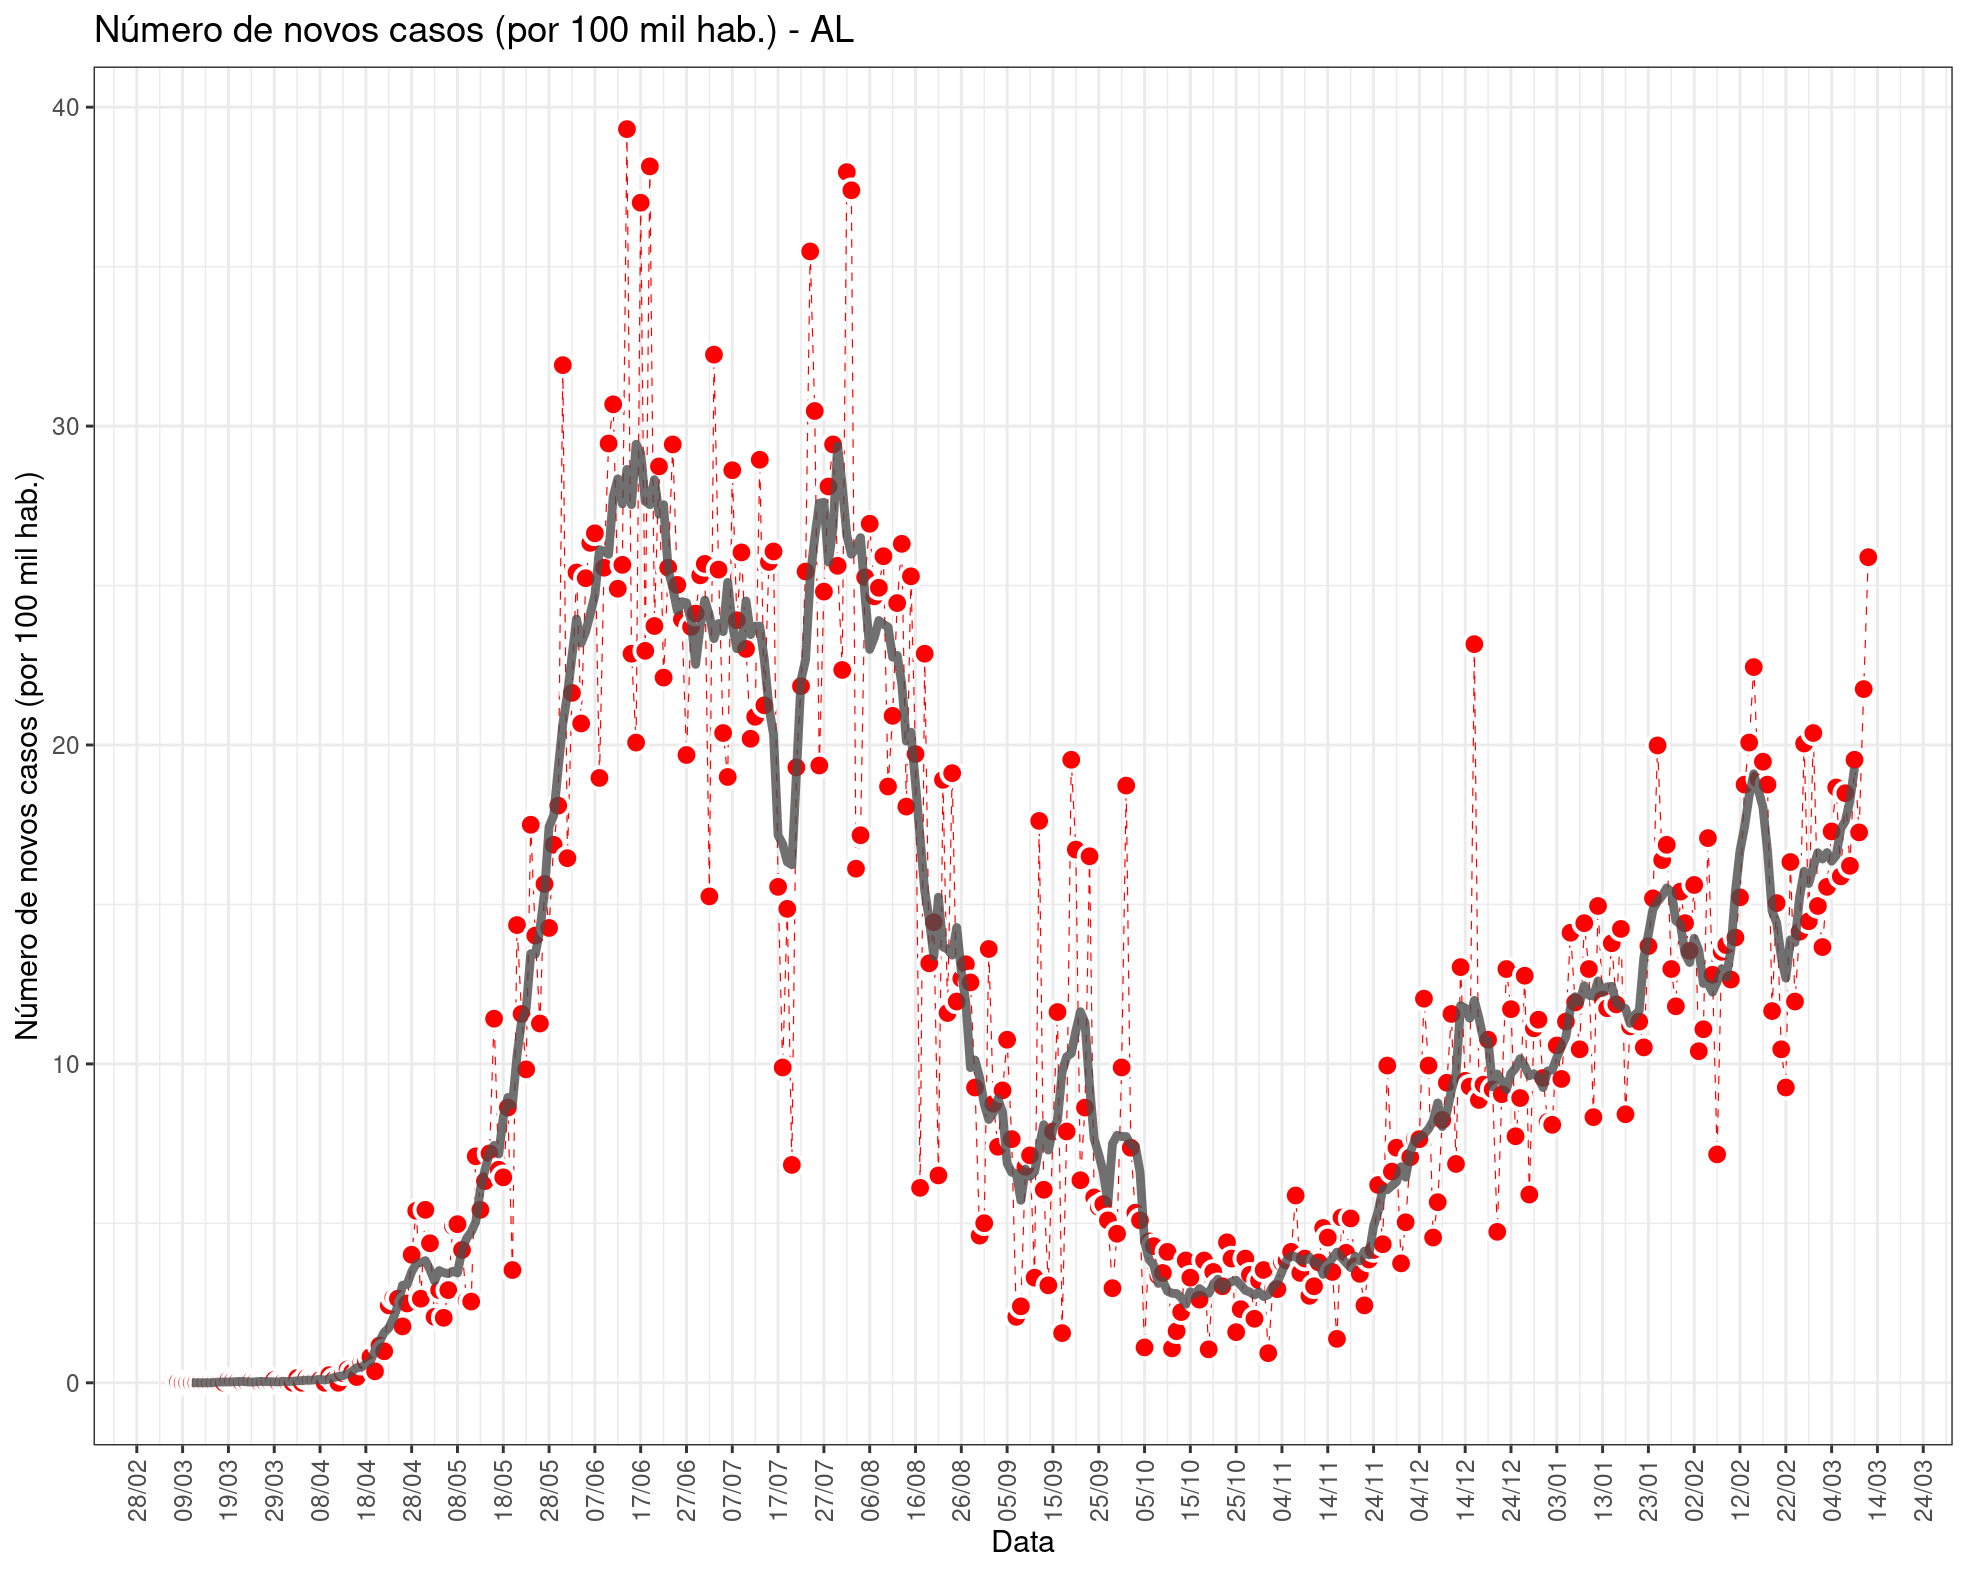 Número de novos casos (por 100 mil hab.) - AL
Número de novos casos (por 100 mil hab.)
40
30
20
10
0
28/02 09/03 19/03 29/03 08/04 18/04 28/04 08/05 18/05 28/05 07/06 17/06 27/06 07/07 17/07 27/07 06/08 16/08 26/08 05/09 15/09 25/09 05/10 15/10 25/10 04/11 14/11 24/11 04/12 14/12 24/12 03/01 13/01 23/01 02/02 12/02 22/02 04/03 14/03 24/03
Data